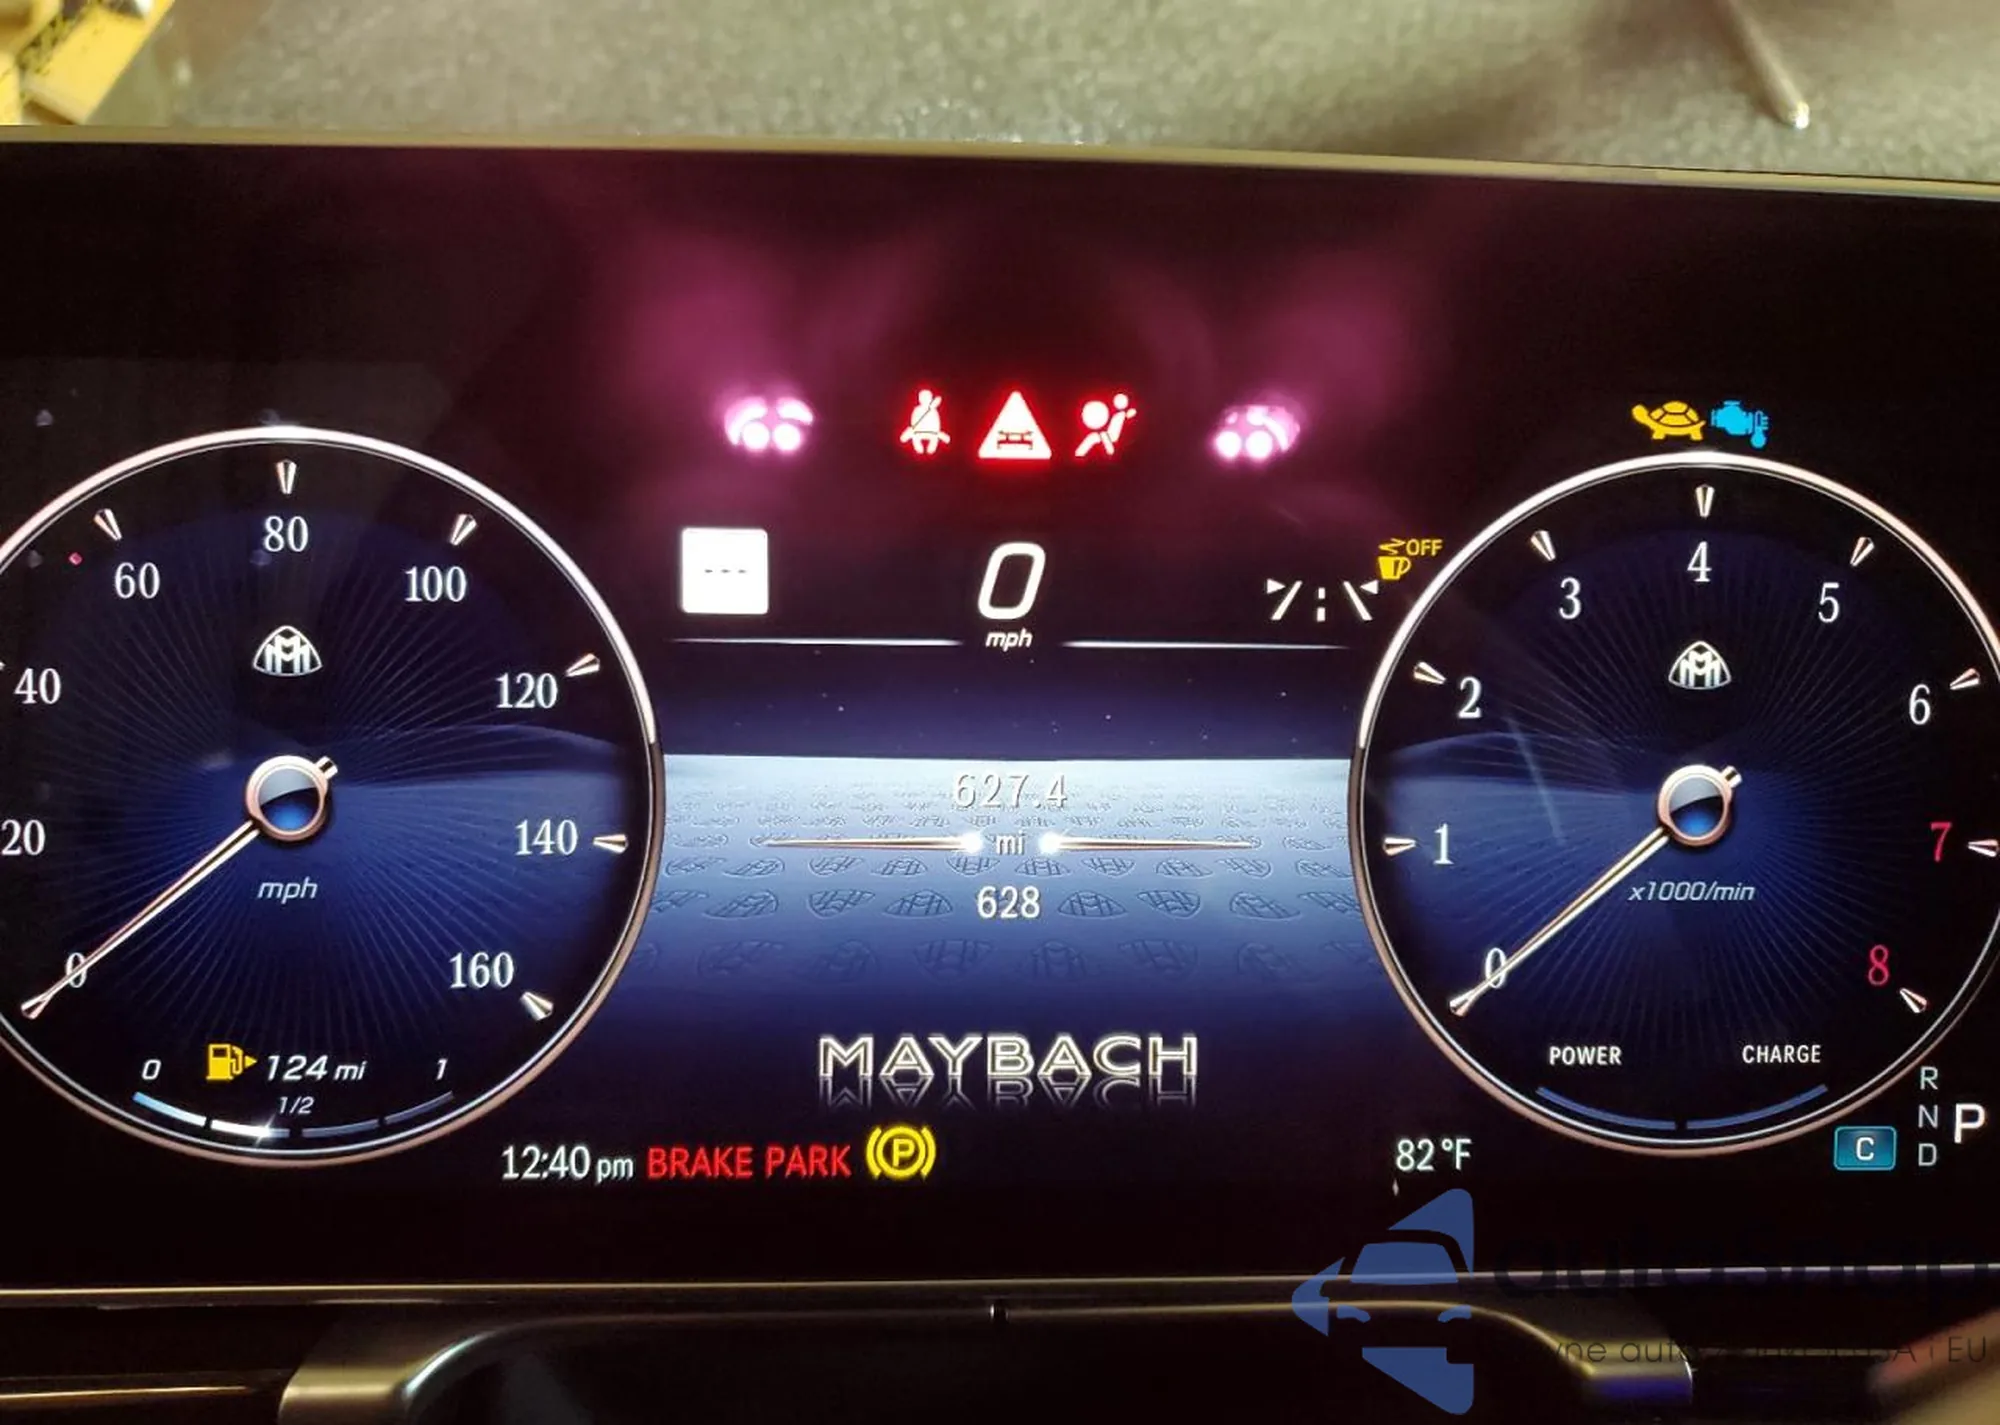 80
60
100
40
120
20
140
mph
0
160
0
124 mi
1
1/2
---
0
mph
OFF
627.4
mi
628
MAYBACH
12:40 pm BRAKE PARK
P
82°F
4
3
5
2
6
1
7
x1000/min
0
8
POWER
CHARGE
R
N
D
P
C
USA | EU